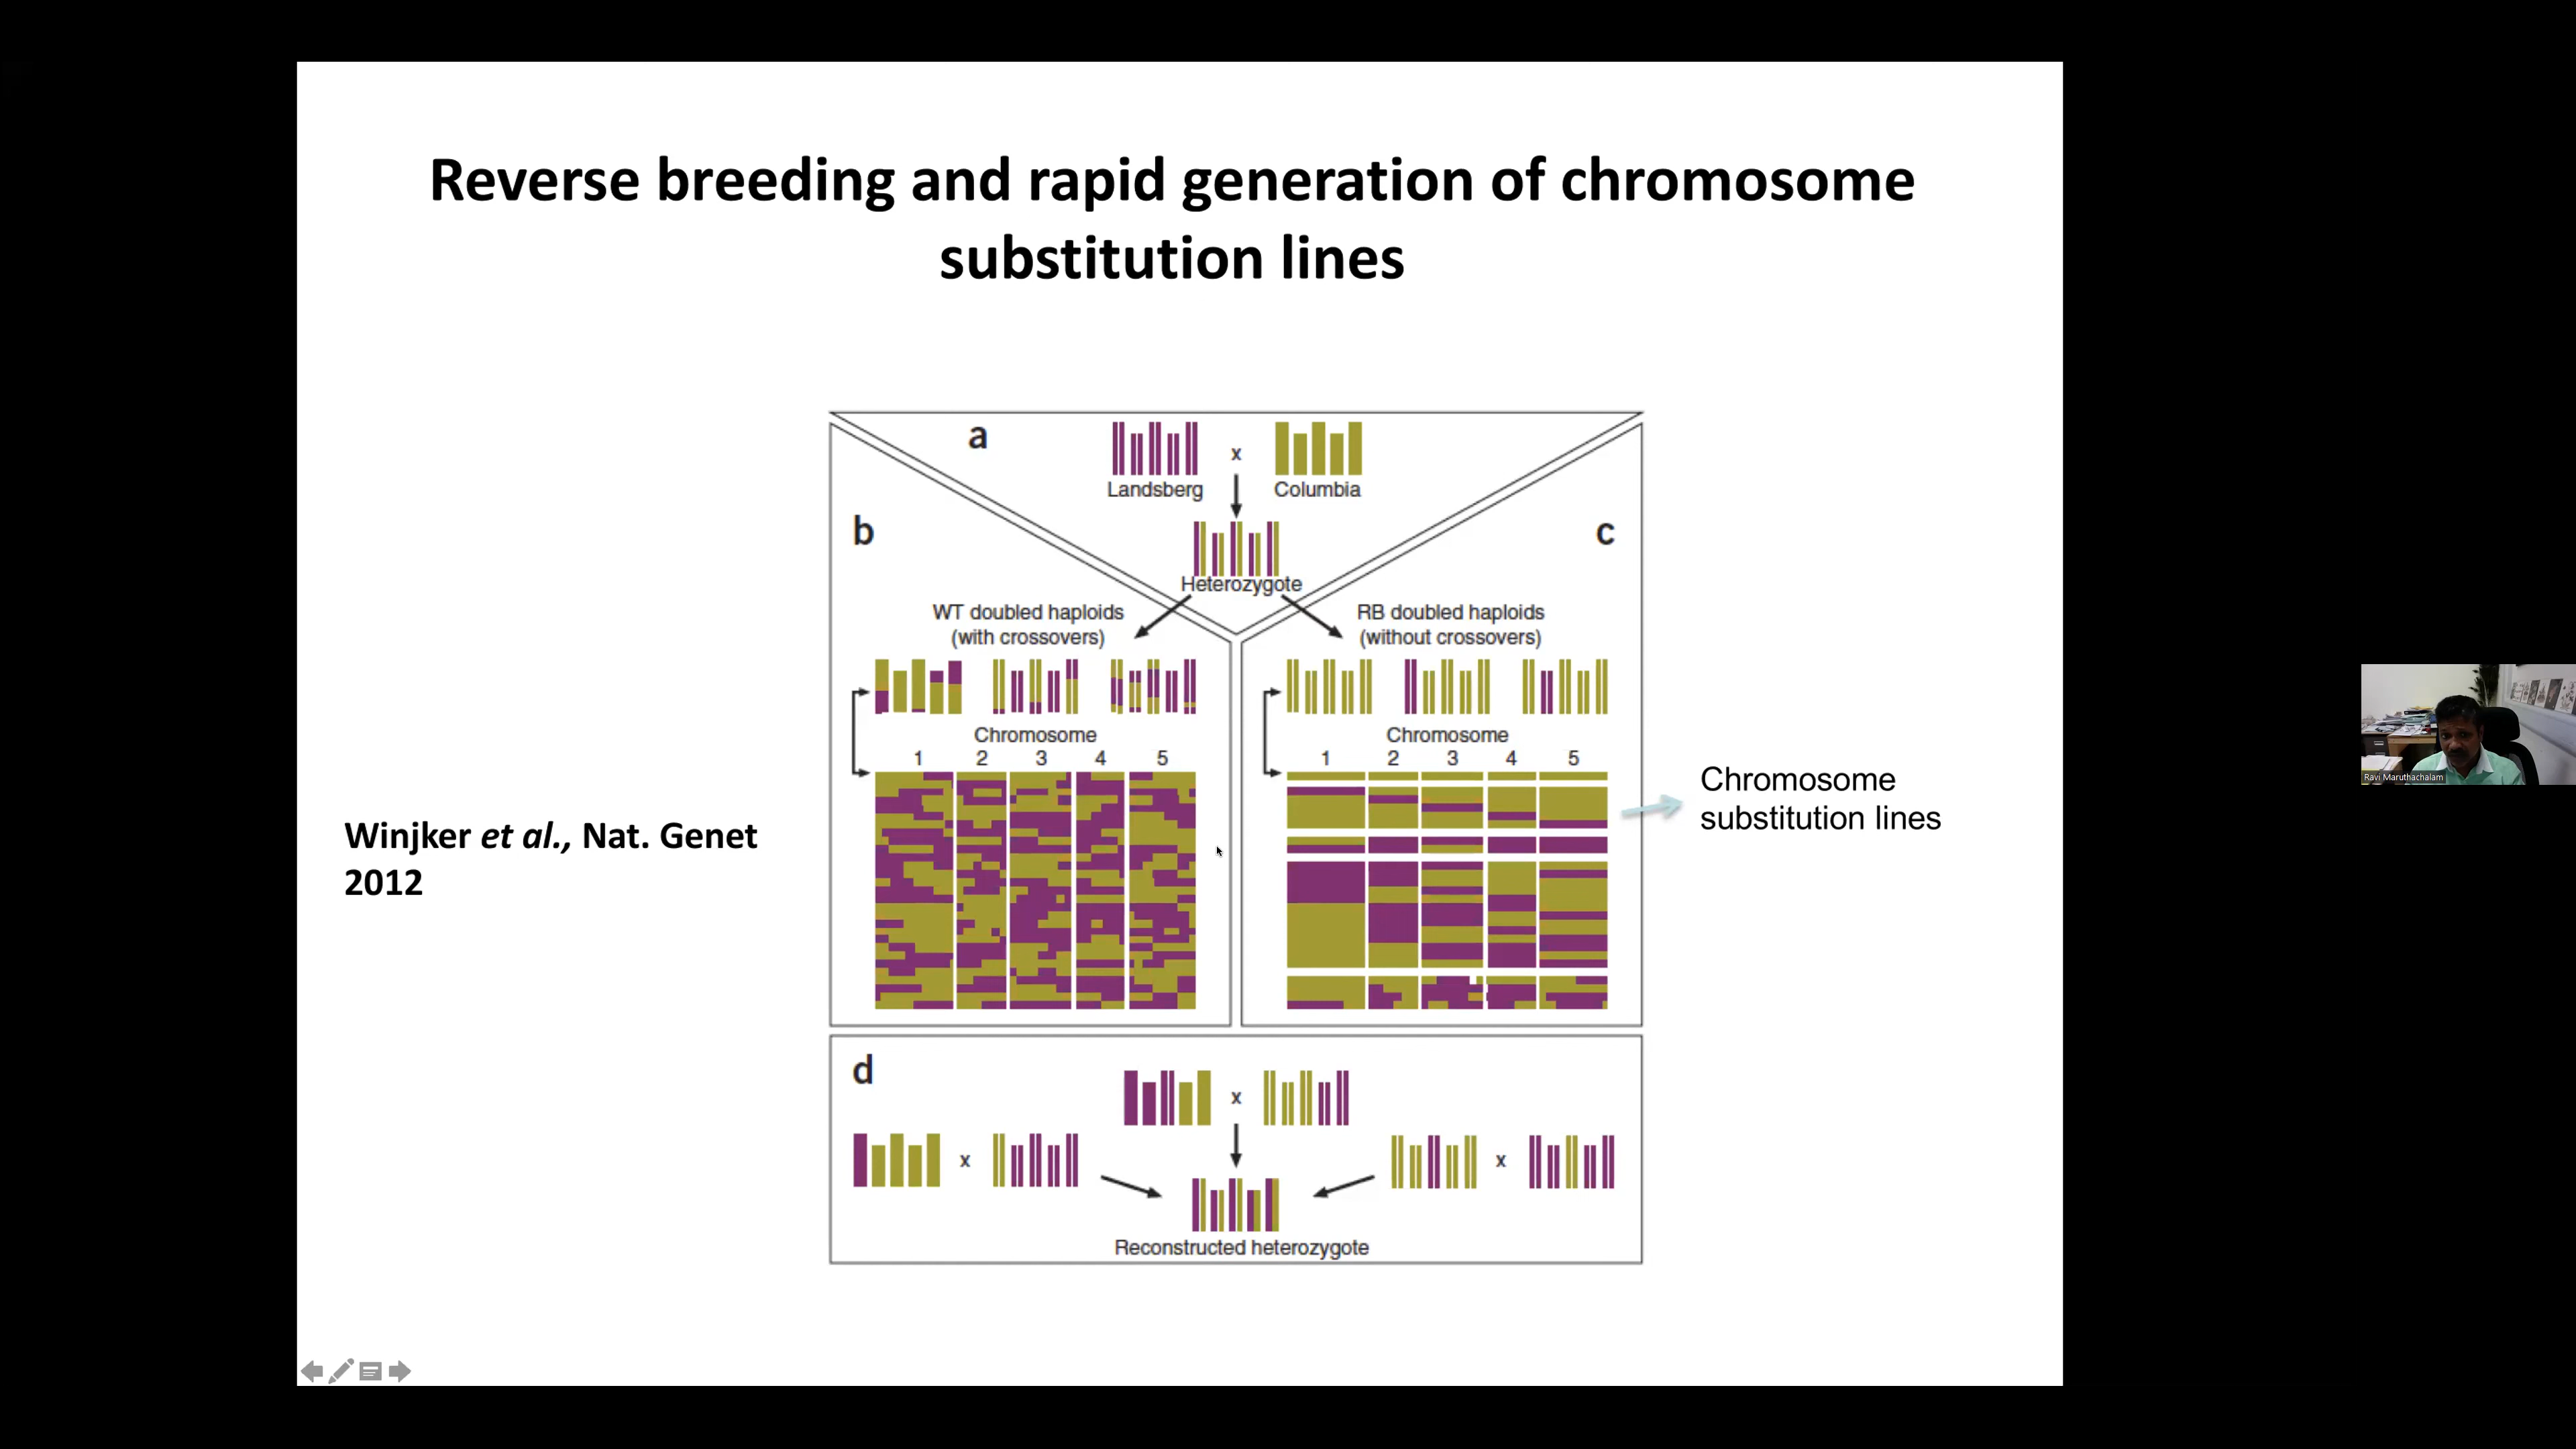 Reverse breeding and rapid generation of chromosome
substitution lines
a
x
Landsberg
Columbia
Heterozygote
b
WT doubled haploids
(with crossovers)
Chromosome
1 2 3 4 5
c
RB doubled haploids
(without crossovers)
Chromosome
1 2 3 4 5
Chromosome
substitution lines
Winjker et al., Nat. Genet
2012
d
x
x
x
Reconstructed heterozygote
Ravi Maruthachalam